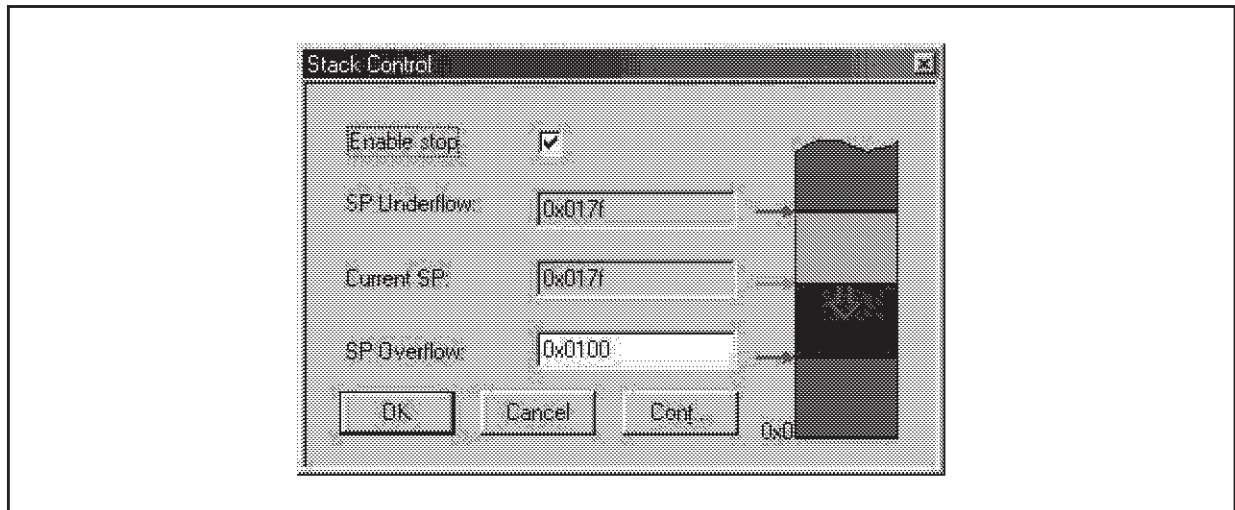 Stack Control
Enable stop
SP Underflow: 0x017f
Current SP: 0x017f
SP Overflow: 0x0100
OK Cancel Conf...
0x0